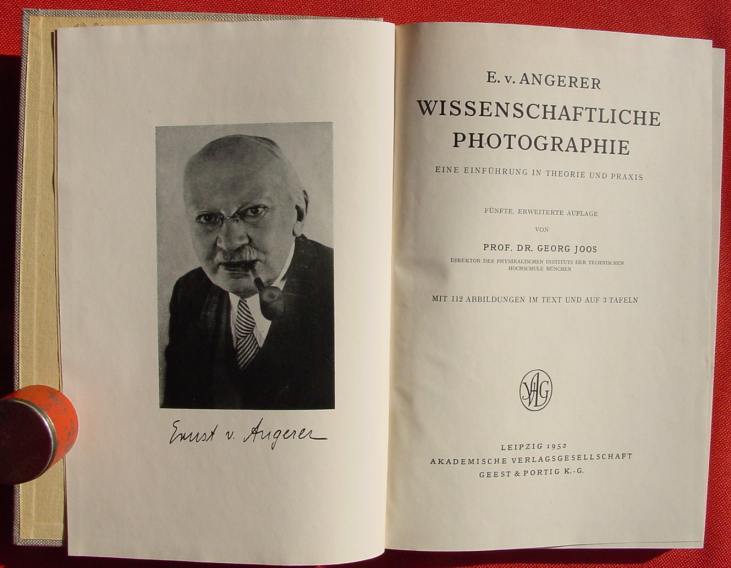 Ernst v. Angerer
E. v. ANGERER
WISSENSCHAFTLICHE
PHOTOGRAPHIE
EINE EINFÜHRUNG IN THEORIE UND PRAXIS
FÜNFTE, ERWEITERTE AUFLAGE
VON
PROF. DR. GEORG JOOS
DIREKTOR DES PHYSIKALISCHEN INSTITUTS DER TECHNISCHEN
HOCHSCHULE MÜNCHEN
MIT 112 ABBILDUNGEN IM TEXT UND AUF 3 TAFELN
AVG
LEIPZIG 1952
AKADEMISCHE VERLAGSGESELLSCHAFT
GEEST & PORTIG K.-G.